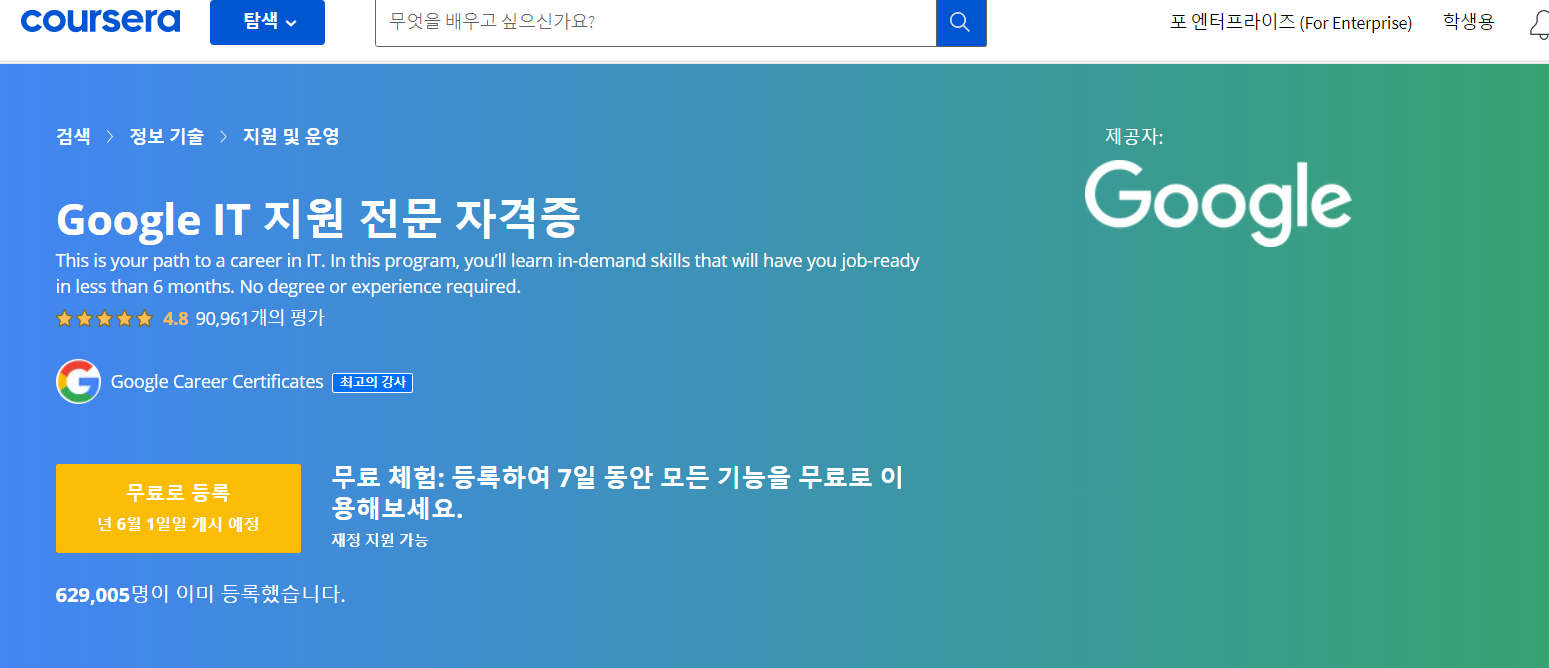 coursera
탐색
무엇을 배우고 싶으신가요?
포 엔터프라이즈 (For Enterprise)
학생용
검색 > 정보 기술 > 지원 및 운영
제공자:
Google
Google IT 지원 전문 자격증
This is your path to a career in IT. In this program, you’ll learn in-demand skills that will have you job-ready
in less than 6 months. No degree or experience required.
4.8 90,961개의 평가
Google Career Certificates 최고의 강사
무료로 등록
년 6월 1일일 개시 예정
무료 체험: 등록하여 7일 동안 모든 기능을 무료로 이
용해보세요.
재정 지원 가능
629,005명이 이미 등록했습니다.